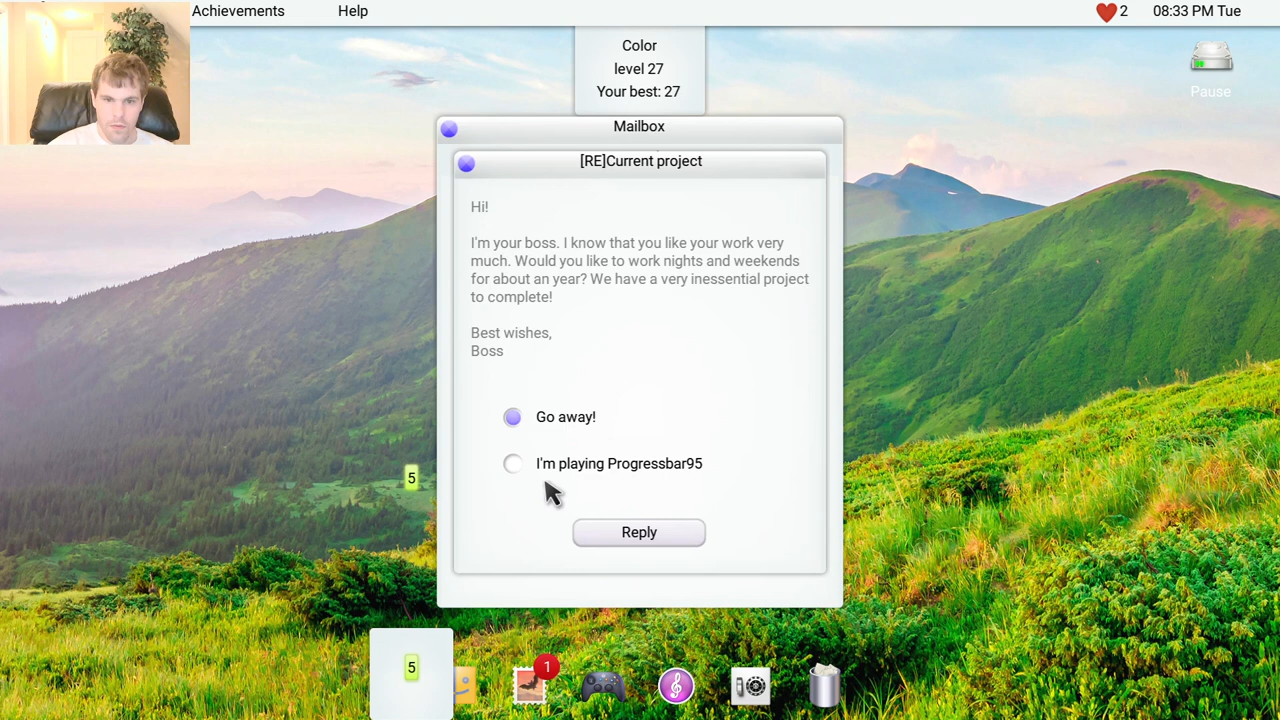 Achievements
Help
2
08:33 PM Tue
Color
level 27
Your best: 27
Pause
Mailbox
[RE]Current project
Hi!
I'm your boss. I know that you like your work very
much. Would you like to work nights and weekends
for about an year? We have a very inessential project
to complete!
Best wishes,
Boss
Go away!
I'm playing Progressbar95
5
Reply
5
1